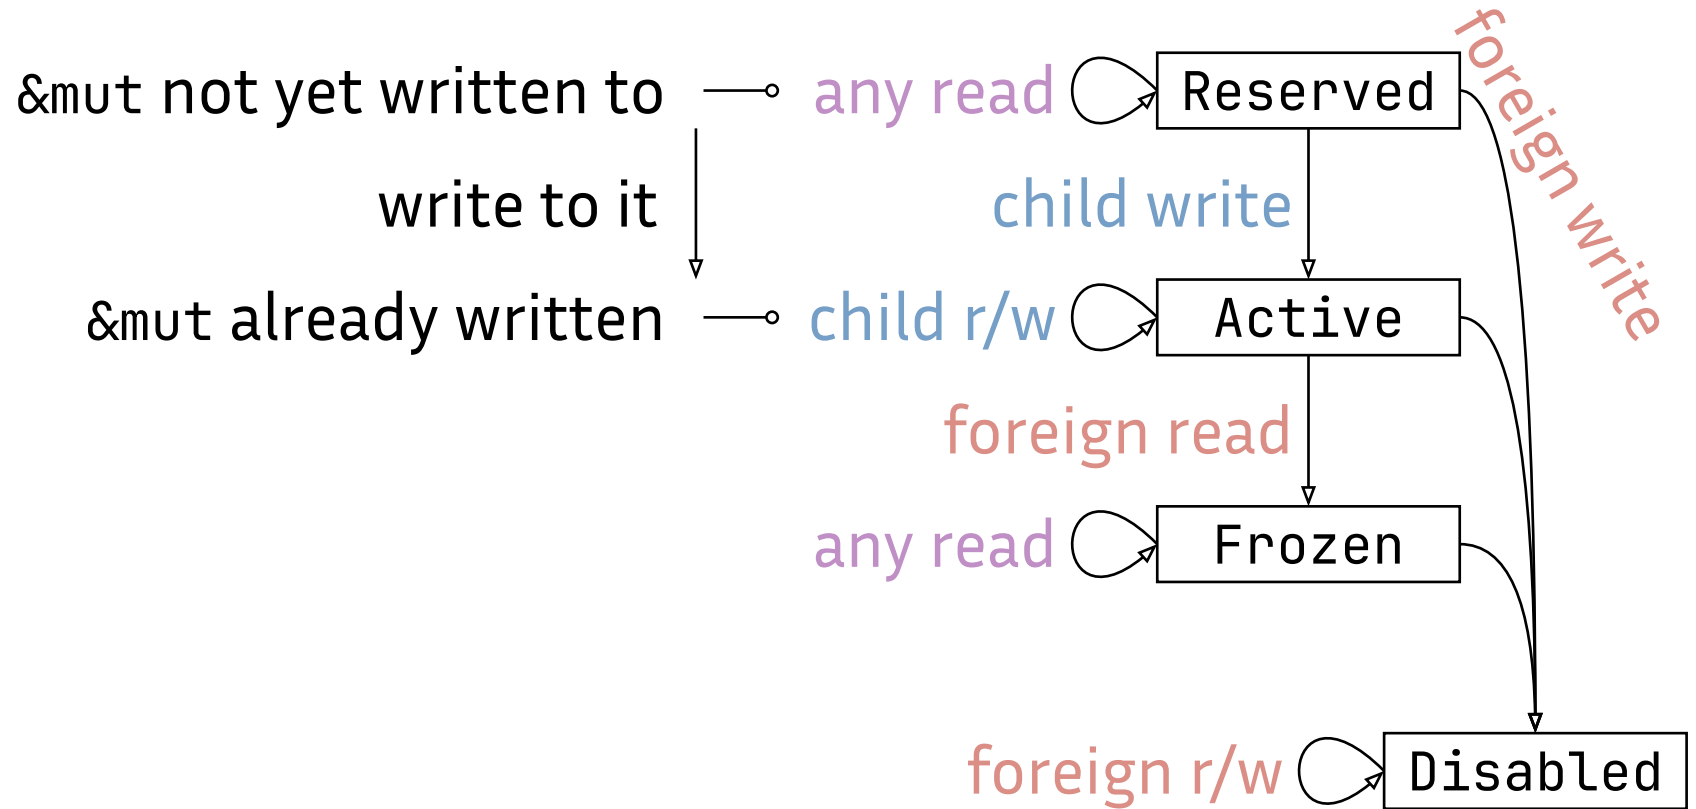 &mut not yet written to
any read
Reserved
foreign write
write to it
child write
&mut already written
child r/w
Active
foreign read
any read
Frozen
foreign r/w
Disabled